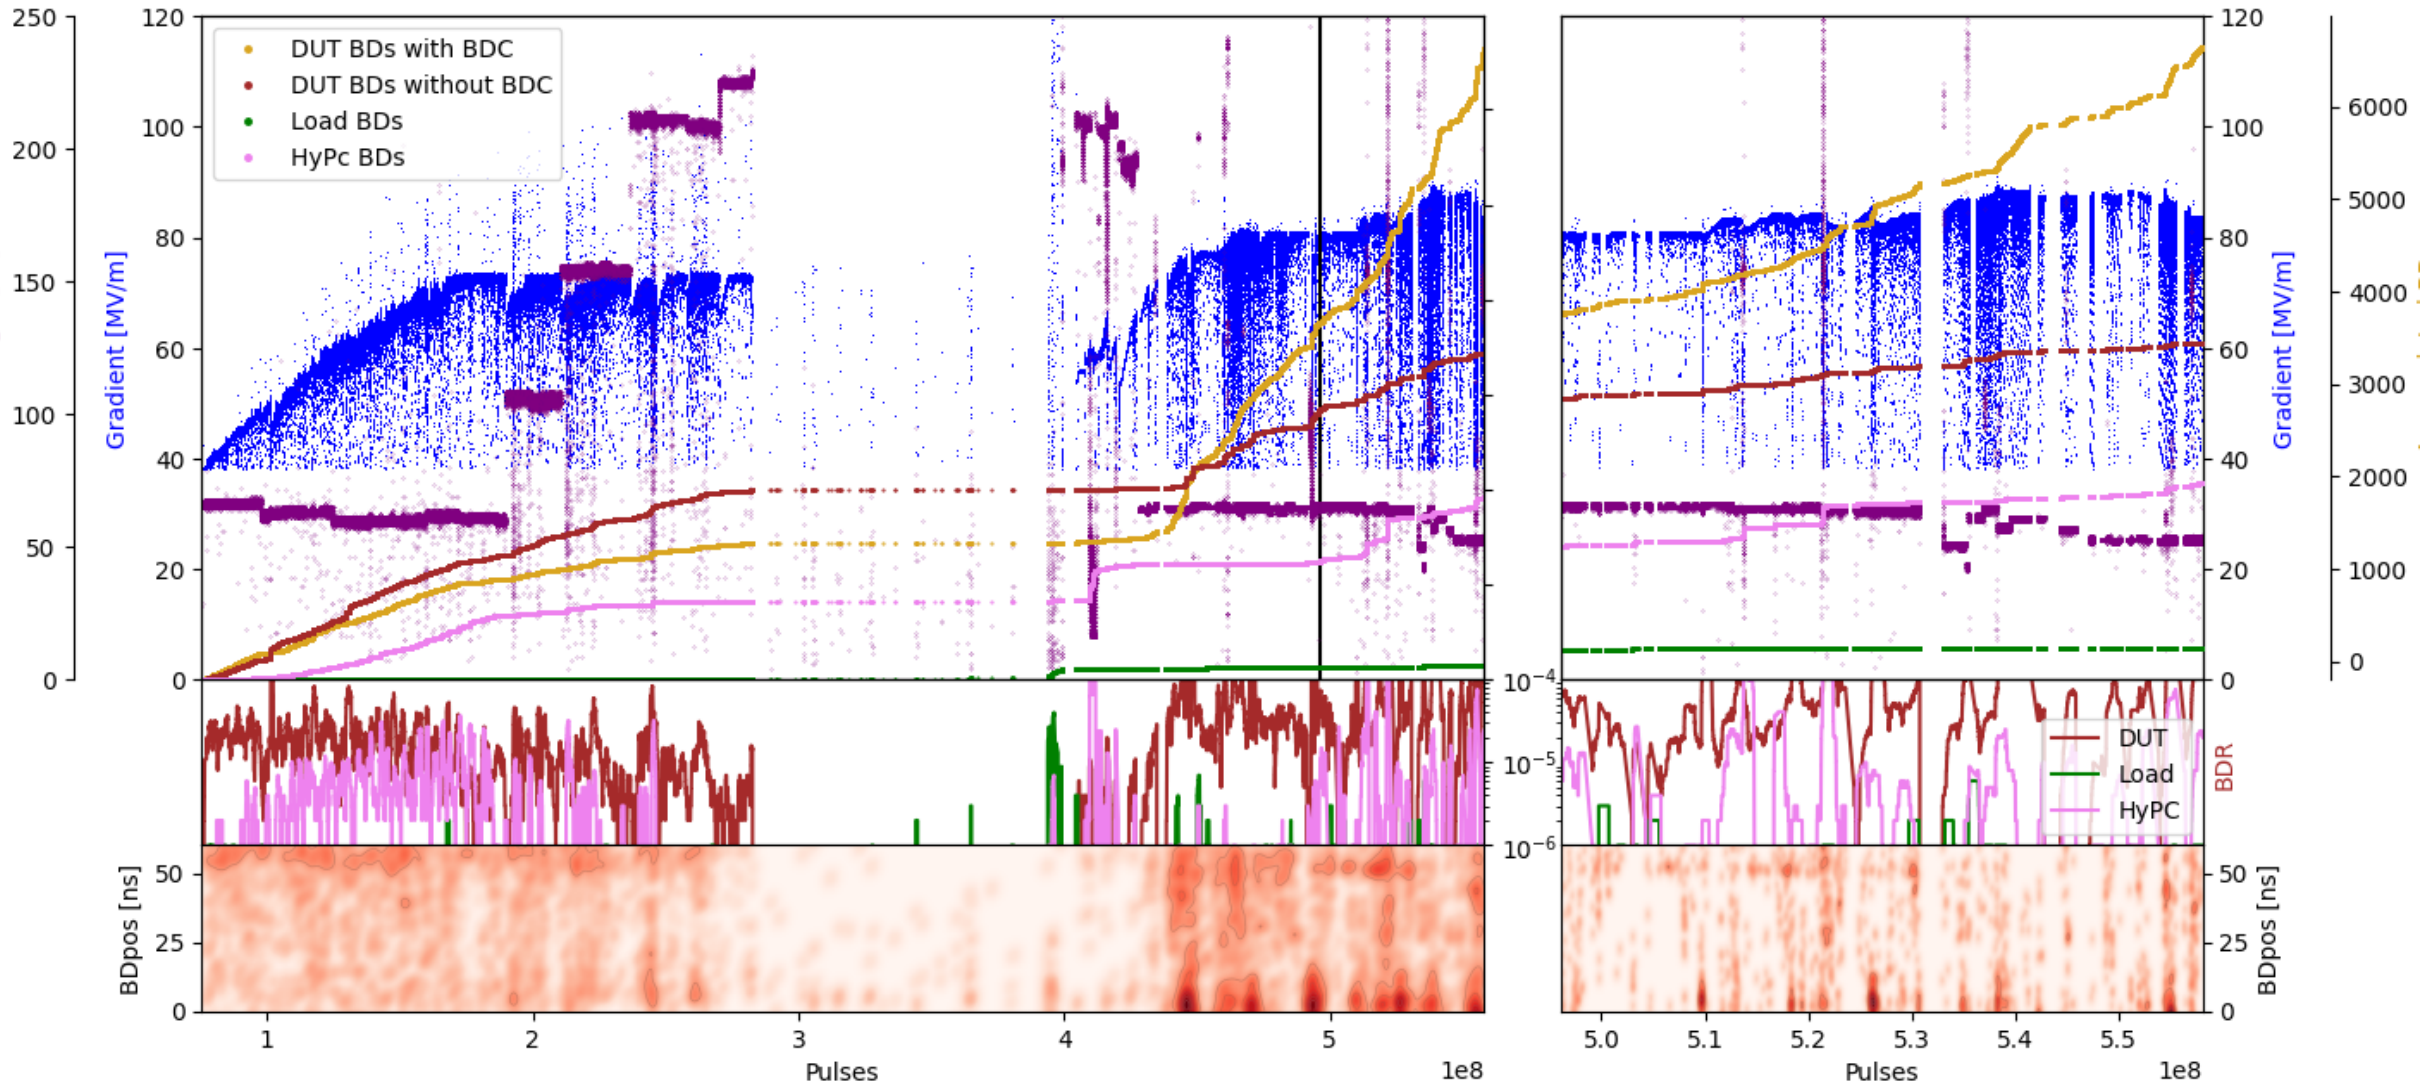 250
200
150
100
50
0
Gradient [MV/m]
120
100
80
60
40
20
0
DUT BDs with BDC
DUT BDs without BDC
Load BDs
HyPc BDs
120
100
80
60
40
20
0
Gradient [MV/m]
6000
5000
4000
3000
2000
1000
0
10⁻⁴
10⁻⁵
10⁻⁶
BDR
DUT
Load
HyPC
BDpos [ns]
50
25
0
50
25
0
BDpos [ns]
1 2 3 4 5
Pulses
1e8
5.0 5.1 5.2 5.3 5.4 5.5
Pulses
1e8